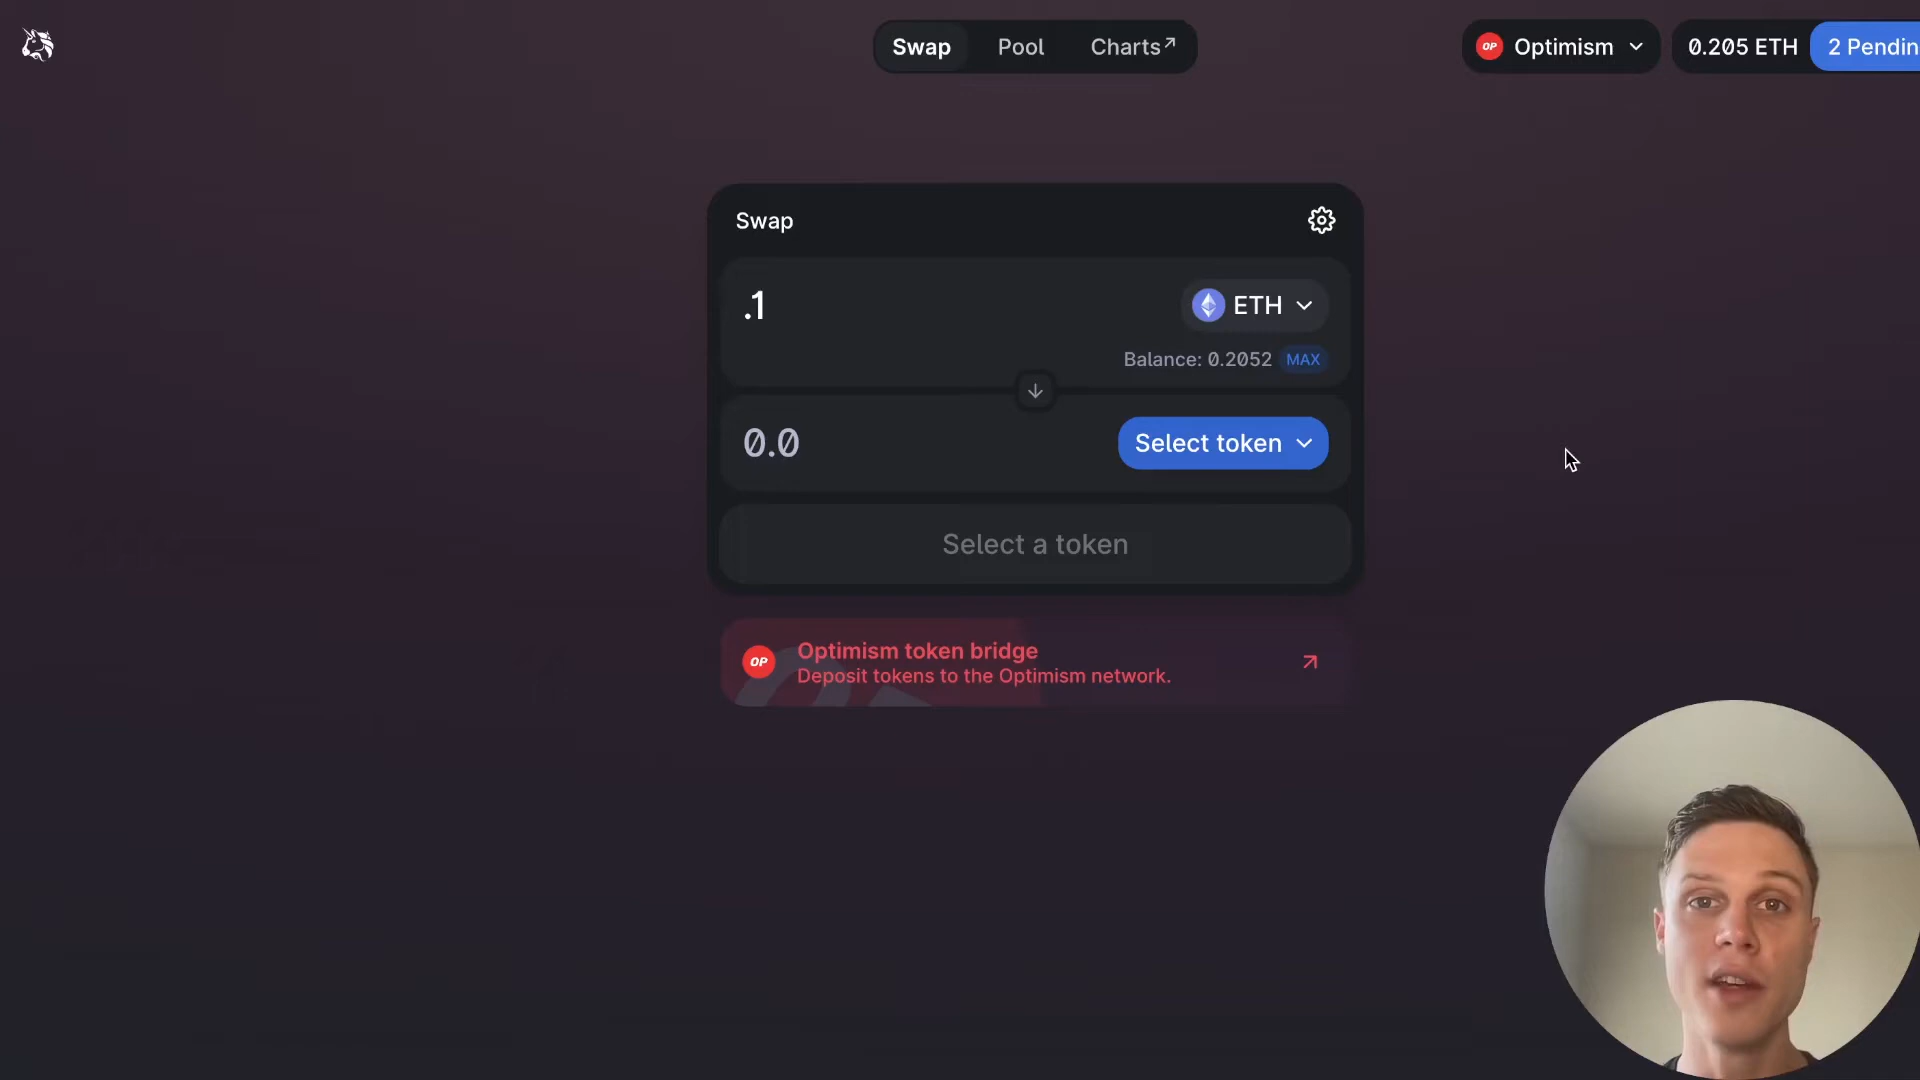 Swap Pool Charts↗
OP Optimism 0.205 ETH 2 Pendin
Swap
.1 ETH
Balance: 0.2052 MAX
0.0 Select token
Select a token
OP Optimism token bridge
Deposit tokens to the Optimism network.